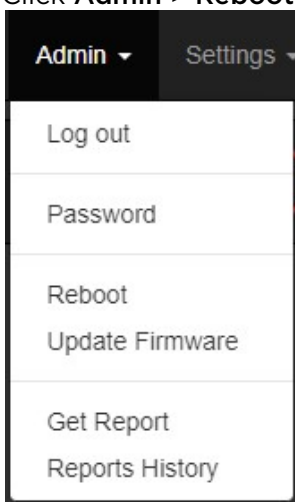 Click Admin > Reboot
Admin Settings
Log out
Password
Reboot
Update Firmware
Get Report
Reports History